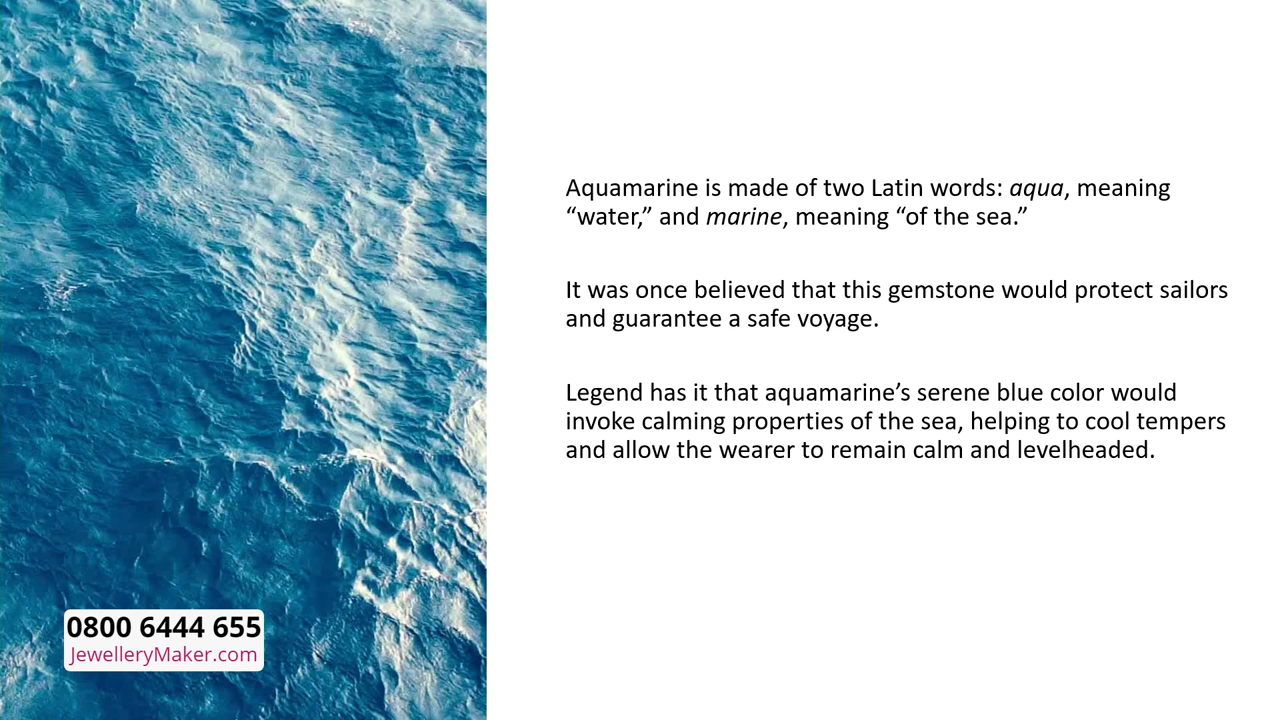 Aquamarine is made of two Latin words: aqua, meaning
“water,” and marine, meaning “of the sea.”
It was once believed that this gemstone would protect sailors
and guarantee a safe voyage.
Legend has it that aquamarine’s serene blue color would
invoke calming properties of the sea, helping to cool tempers
and allow the wearer to remain calm and levelheaded.
0800 6444 655
JewelleryMaker.com